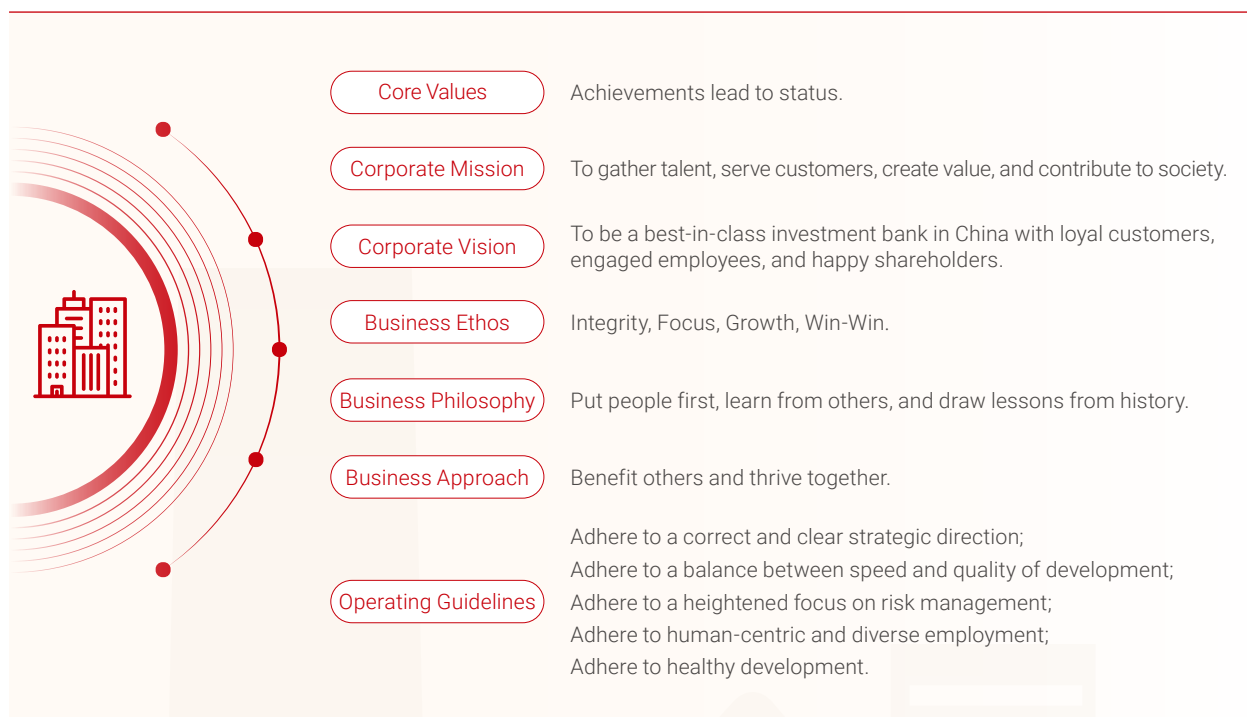 Core Values
Achievements lead to status.
Corporate Mission
To gather talent, serve customers, create value, and contribute to society.
Corporate Vision
To be a best-in-class investment bank in China with loyal customers,
engaged employees, and happy shareholders.
Business Ethos
Integrity, Focus, Growth, Win-Win.
Business Philosophy
Put people first, learn from others, and draw lessons from history.
Business Approach
Benefit others and thrive together.
Operating Guidelines
Adhere to a correct and clear strategic direction;
Adhere to a balance between speed and quality of development;
Adhere to a heightened focus on risk management;
Adhere to human-centric and diverse employment;
Adhere to healthy development.